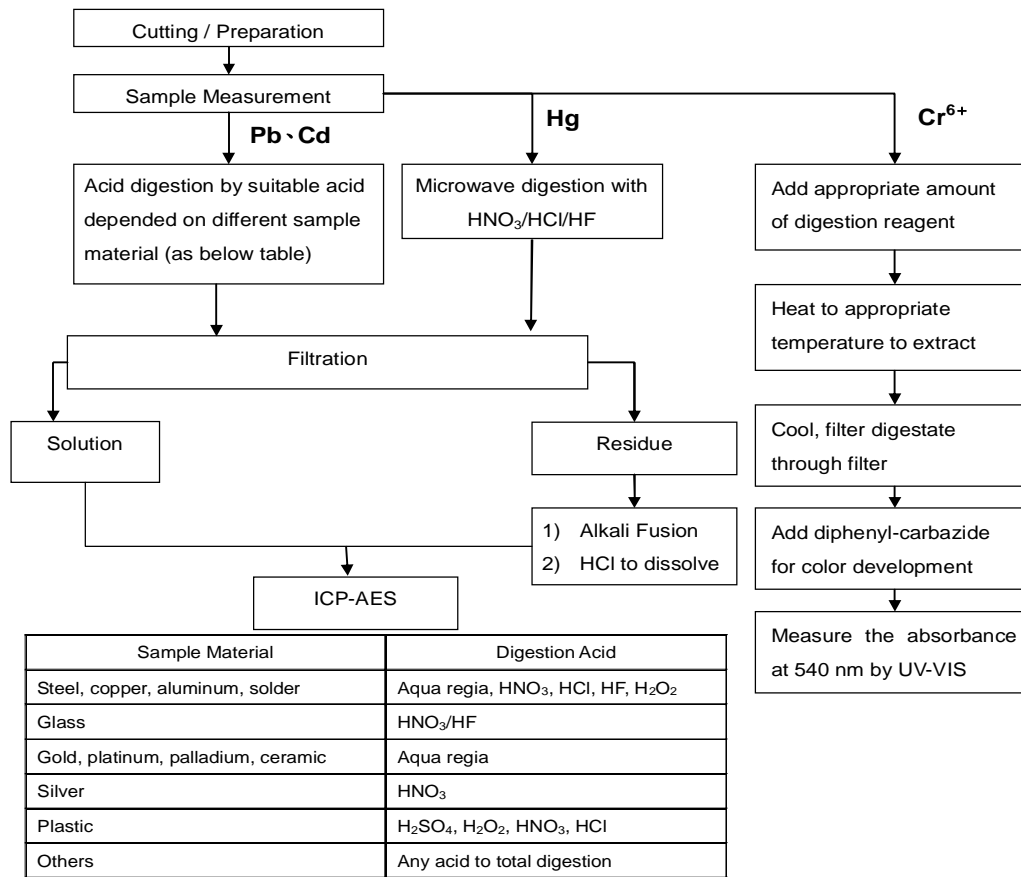 Cutting / Preparation
Sample Measurement
Pb、Cd
Hg
Cr⁶⁺
Acid digestion by suitable acid
depended on different sample
material (as below table)
Microwave digestion with
HNO₃/HCl/HF
Add appropriate amount
of digestion reagent
Heat to appropriate
temperature to extract
Filtration
Solution
Residue
Cool, filter digestate
through filter
1) Alkali Fusion
2) HCl to dissolve
Add diphenyl-carbazide
for color development
ICP-AES
Measure the absorbance
at 540 nm by UV-VIS
Sample Material Digestion Acid
Steel, copper, aluminum, solder Aqua regia, HNO₃, HCl, HF, H₂O₂
Glass HNO₃/HF
Gold, platinum, palladium, ceramic Aqua regia
Silver HNO₃
Plastic H₂SO₄, H₂O₂, HNO₃, HCl
Others Any acid to total digestion